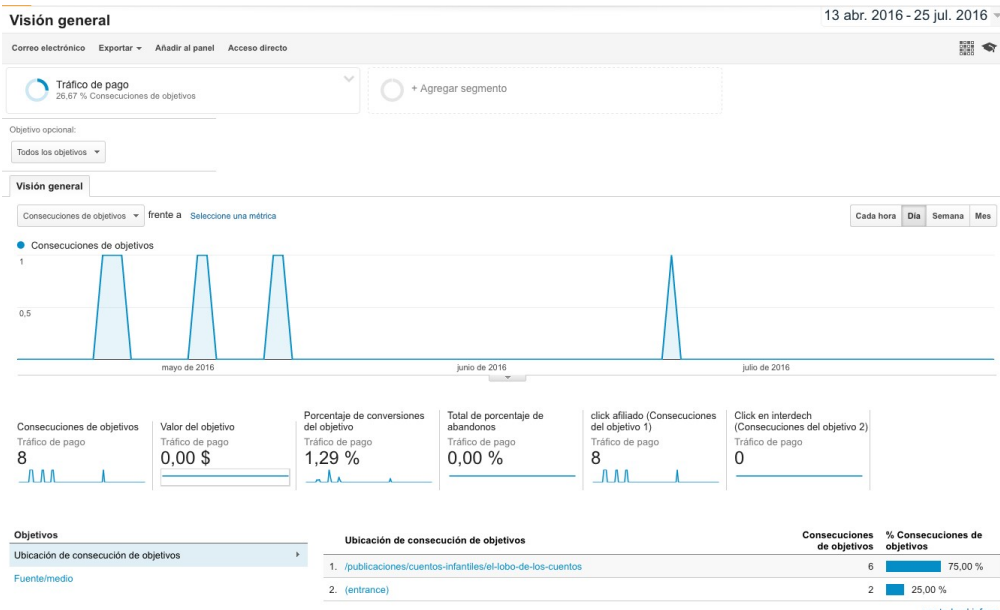 Visión general
13 abr. 2016 - 25 jul. 2016
Correo electrónico Exportar Añadir al panel Acceso directo
Tráfico de pago
26,67 % Consecuciones de objetivos
+ Agregar segmento
Objetivo opcional:
Todos los objetivos
Visión general
Consecuciones de objetivos frente a Seleccione una métrica
Cada hora Día Semana Mes
Consecuciones de objetivos
1
0,5
mayo de 2016 junio de 2016 julio de 2016
Consecuciones de objetivos
Tráfico de pago
8
Valor del objetivo
Tráfico de pago
0,00 $
Porcentaje de conversiones
del objetivo
Tráfico de pago
1,29 %
Total de porcentaje de
abandonos
Tráfico de pago
0,00 %
click afiliado (Consecuciones
del objetivo 1)
Tráfico de pago
8
Click en interdech
(Consecuciones del objetivo 2)
Tráfico de pago
0
Objetivos
Ubicación de consecución de objetivos
Fuente/medio
Ubicación de consecución de objetivos
Consecuciones
de objetivos
% Consecuciones de
objetivos
1. /publicaciones/cuentos-infantiles/el-lobo-de-los-cuentos 6 75,00 %
2. (entrance) 2 25,00 %